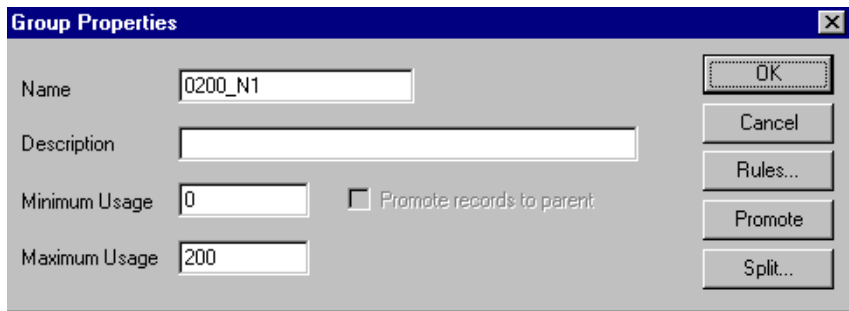 Group Properties
Name
0200_N1
OK
Description
Cancel
Minimum Usage
0
Promote records to parent
Rules...
Maximum Usage
200
Promote
Split...